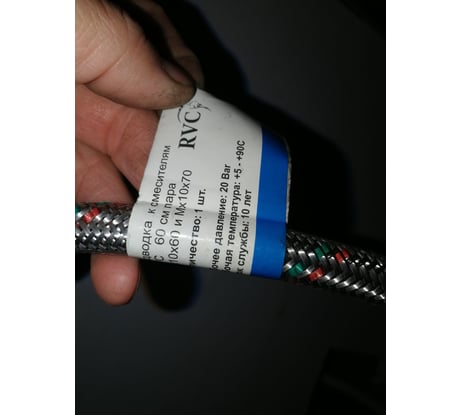 RVC
водка к смесителям
С 60 см пара
10х60 и Мх10х70
ичество: 1 шт.
очее давление: 20 Bar
очая температура: +5 - +90С
к службы: 10 лет